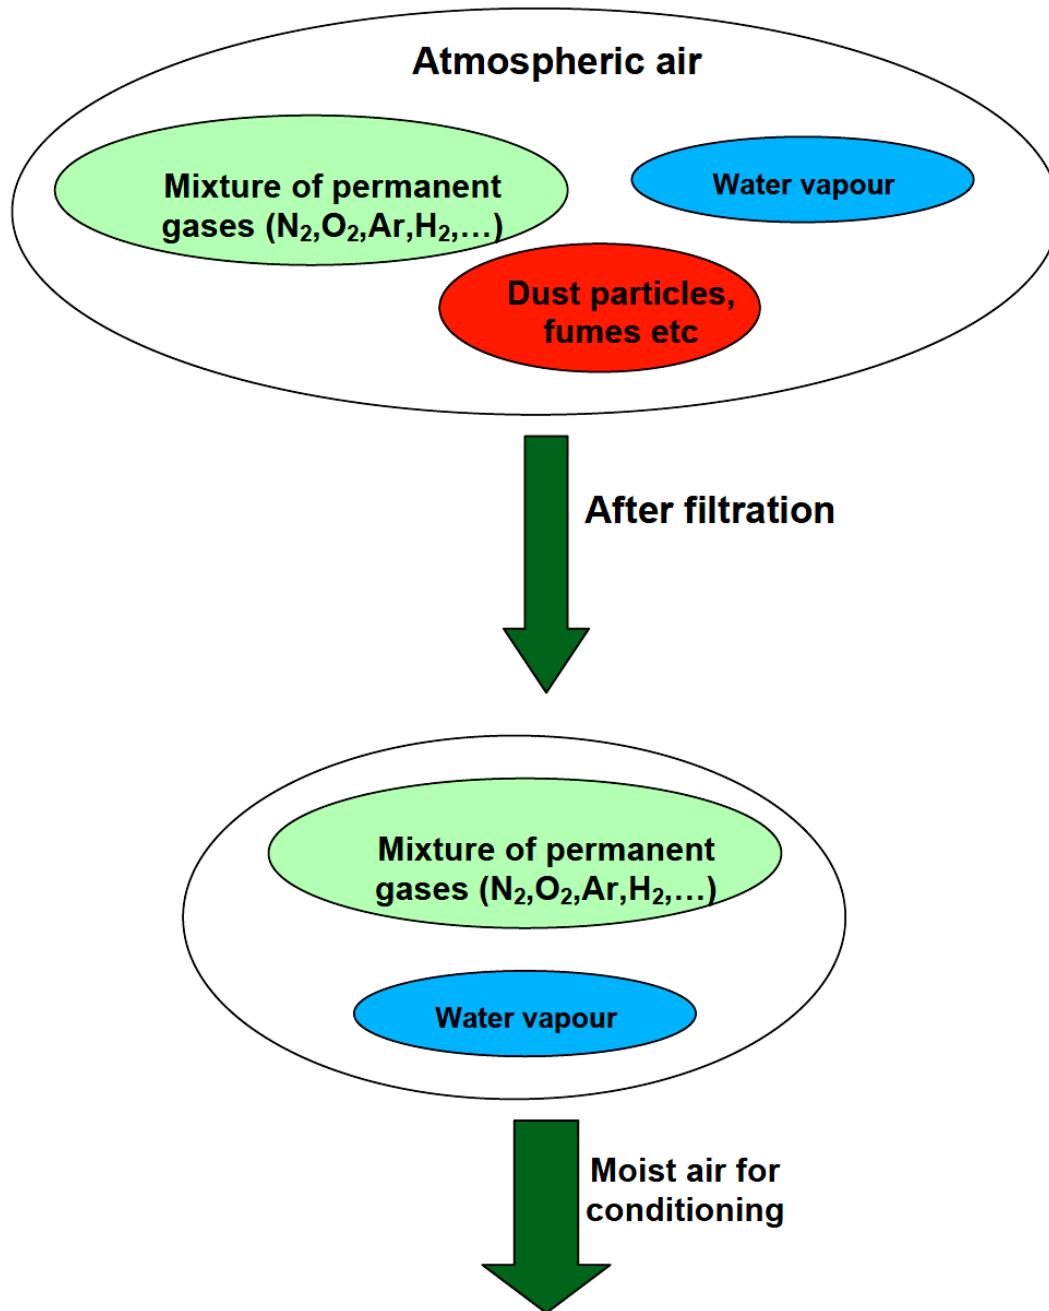 Atmospheric air
Mixture of permanent
gases (N₂,O₂,Ar,H₂,…)
Water vapour
Dust particles,
fumes etc
After filtration
Mixture of permanent
gases (N₂,O₂,Ar,H₂,…)
Water vapour
Moist air for
conditioning